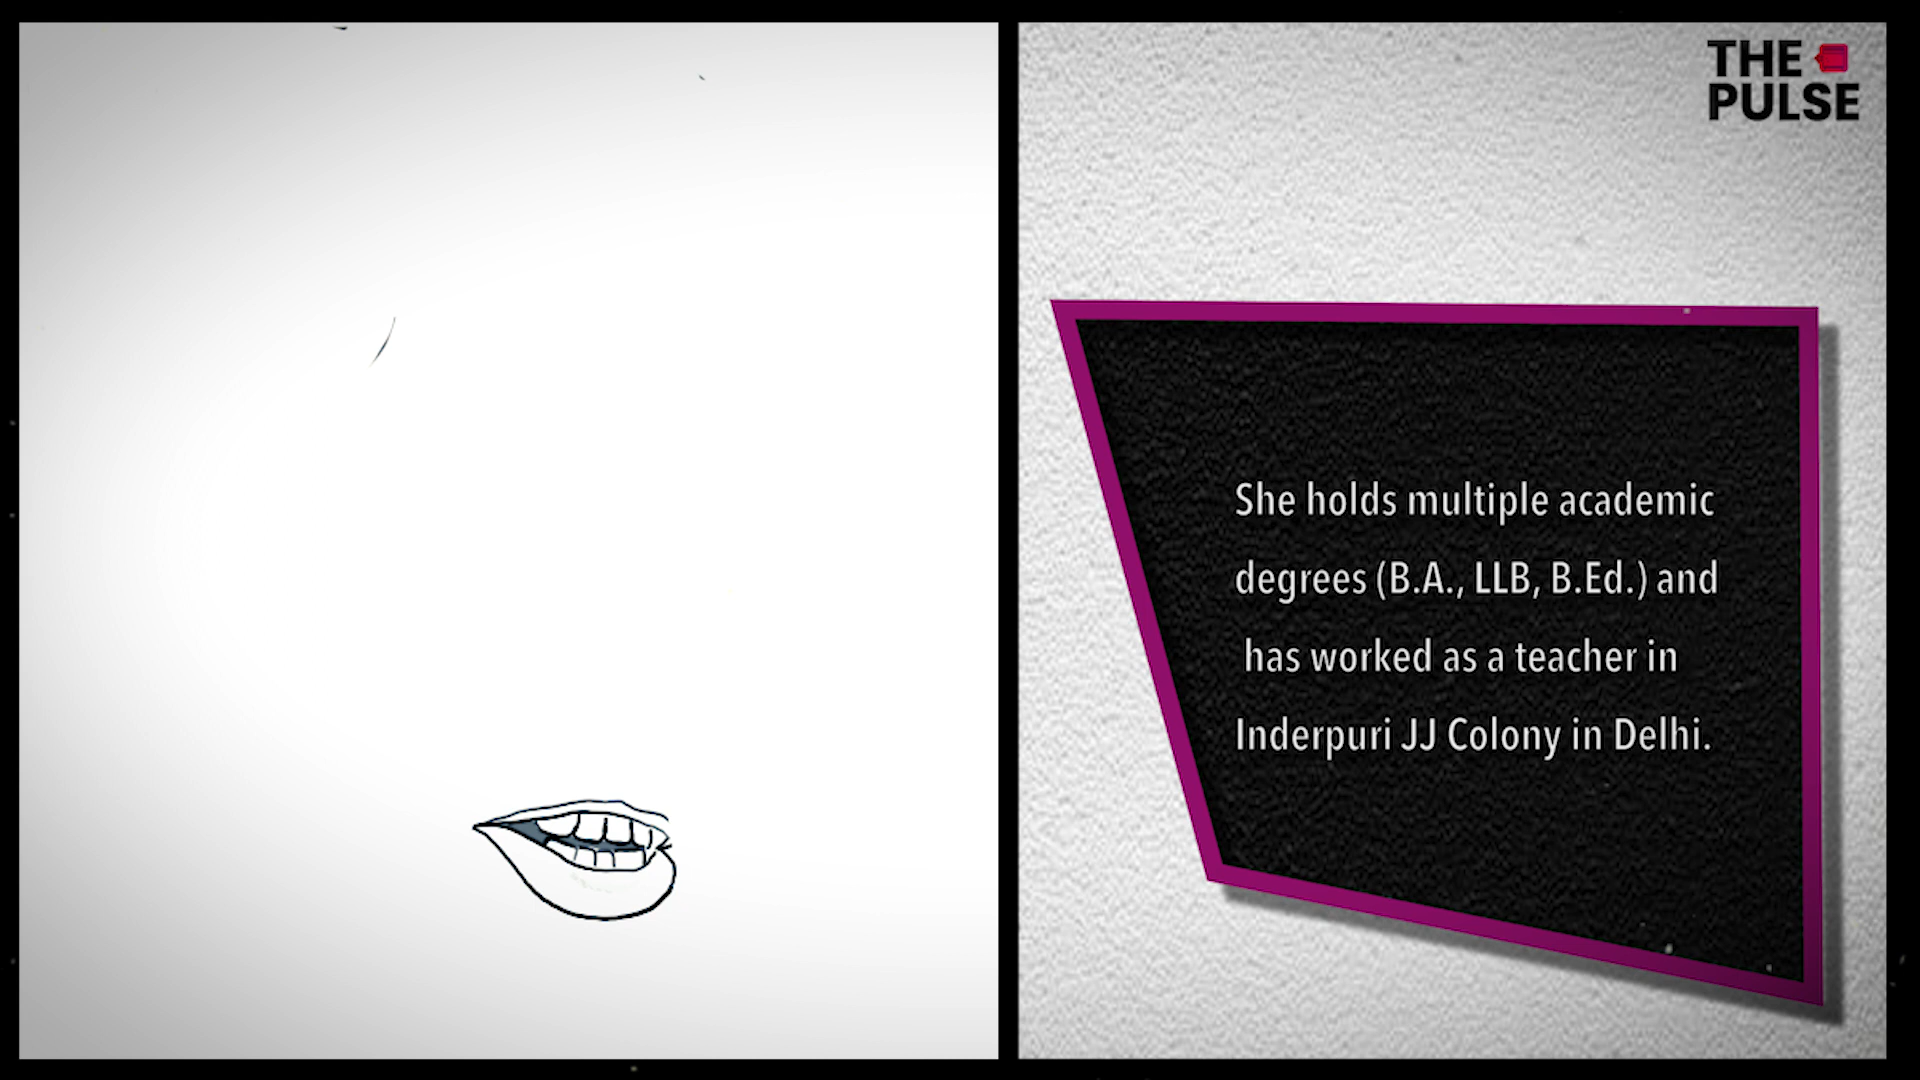 THE
PULSE
She holds multiple academic
degrees (B.A., LLB, B.Ed.) and
has worked as a teacher in
Inderpuri JJ Colony in Delhi.